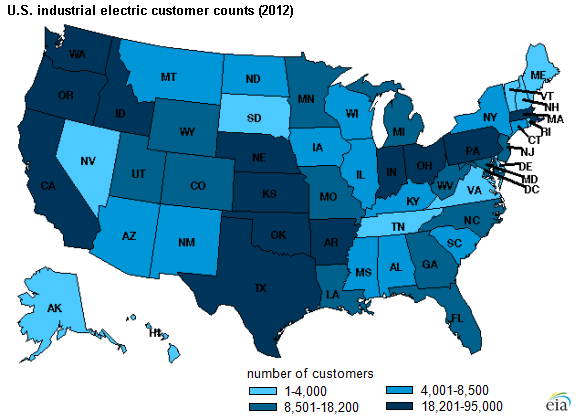 U.S. industrial electric customer counts (2012)
WA
MT
ND
MN
ME
VT
NH
MA
RI
CT
NJ
DE
MD
DC
OR
ID
WY
SD
WI
MI
NY
PA
NV
UT
CO
NE
IA
IL
IN
OH
WV
VA
CA
AZ
NM
KS
MO
KY
TN
NC
SC
OK
AR
TX
LA
MS
AL
GA
FL
AK
HI
number of customers
1-4,000
4,001-8,500
8,501-18,200
18,201-95,000
eia